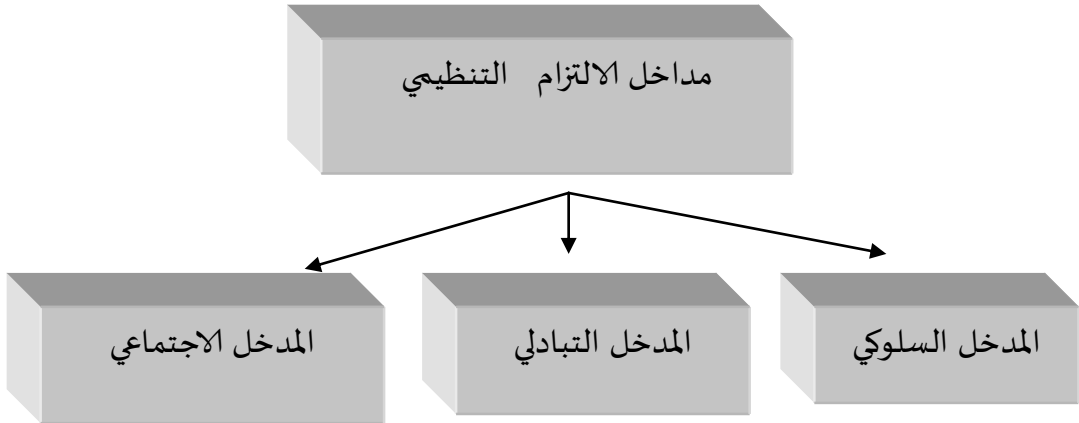 مداخل الالتزام التنظيمي
المدخل السلوكي
المدخل التبادلي
المدخل الاجتماعي